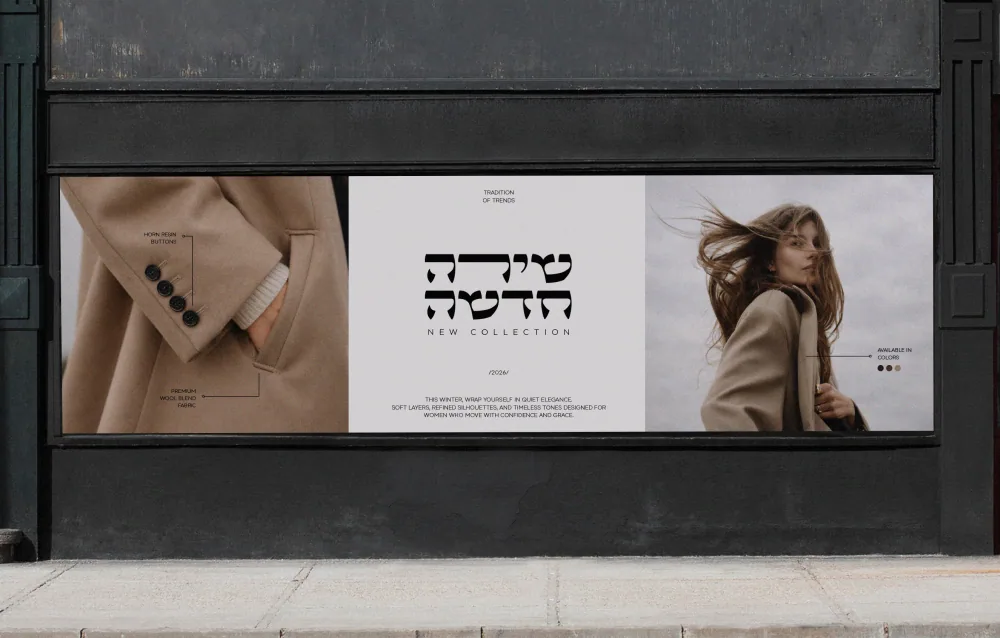 HORN RESIN
BUTTONS
PREMIUM
WOOL BLEND
FABRIC
TRADITION
OF TRENDS
שירה
חדשה
NEW COLLECTION
/2026/
THIS WINTER, WRAP YOURSELF IN QUIET ELEGANCE.
SOFT LAYERS, REFINED SILHOUETTES, AND TIMELESS TONES DESIGNED FOR
WOMEN WHO MOVE WITH CONFIDENCE AND GRACE.
AVAILABLE IN
COLORS